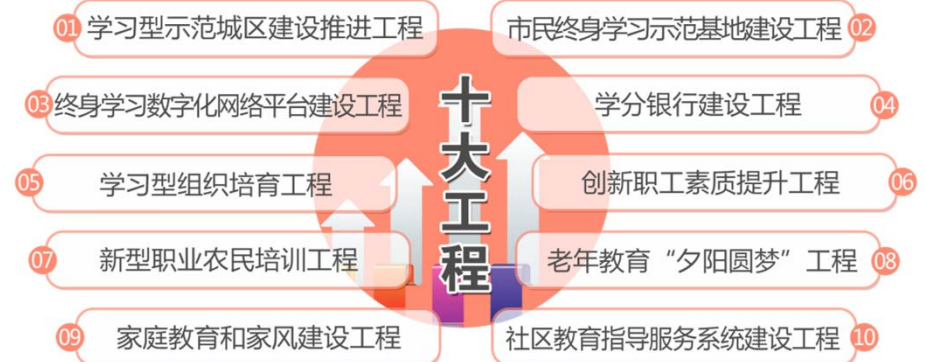 01 学习型示范城区建设推进工程
市民终身学习示范基地建设工程 02
03 终身学习数字化网络平台建设工程
学分银行建设工程 04
05 学习型组织培育工程
创新职工素质提升工程 06
07 新型职业农民培训工程
老年教育“夕阳圆梦”工程 08
09 家庭教育和家风建设工程
社区教育指导服务系统建设工程 10
十大工程